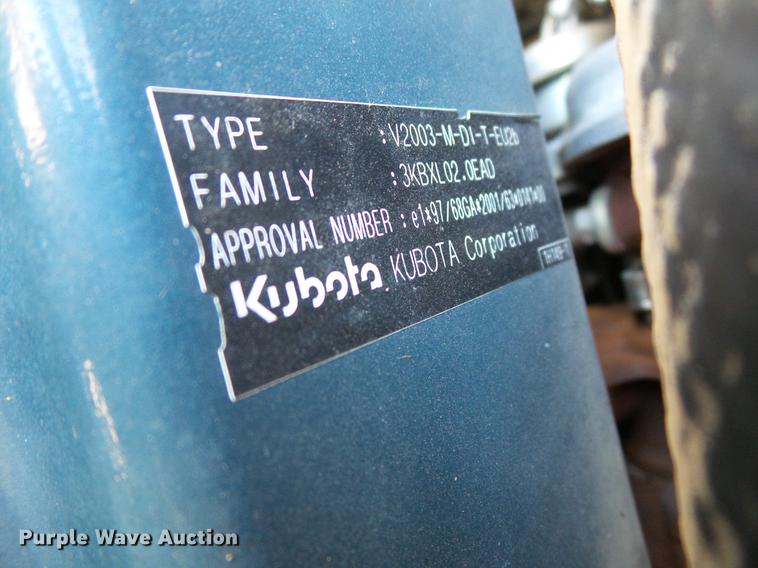 TYPE :V2003-M-DI-T-EU2b
FAMILY :3KBXL02.0EAD
APPROVAL NUMBER :e1*97/68GA*2001/63*0101*00
Kubota KUBOTA Corporation
Purple Wave Auction